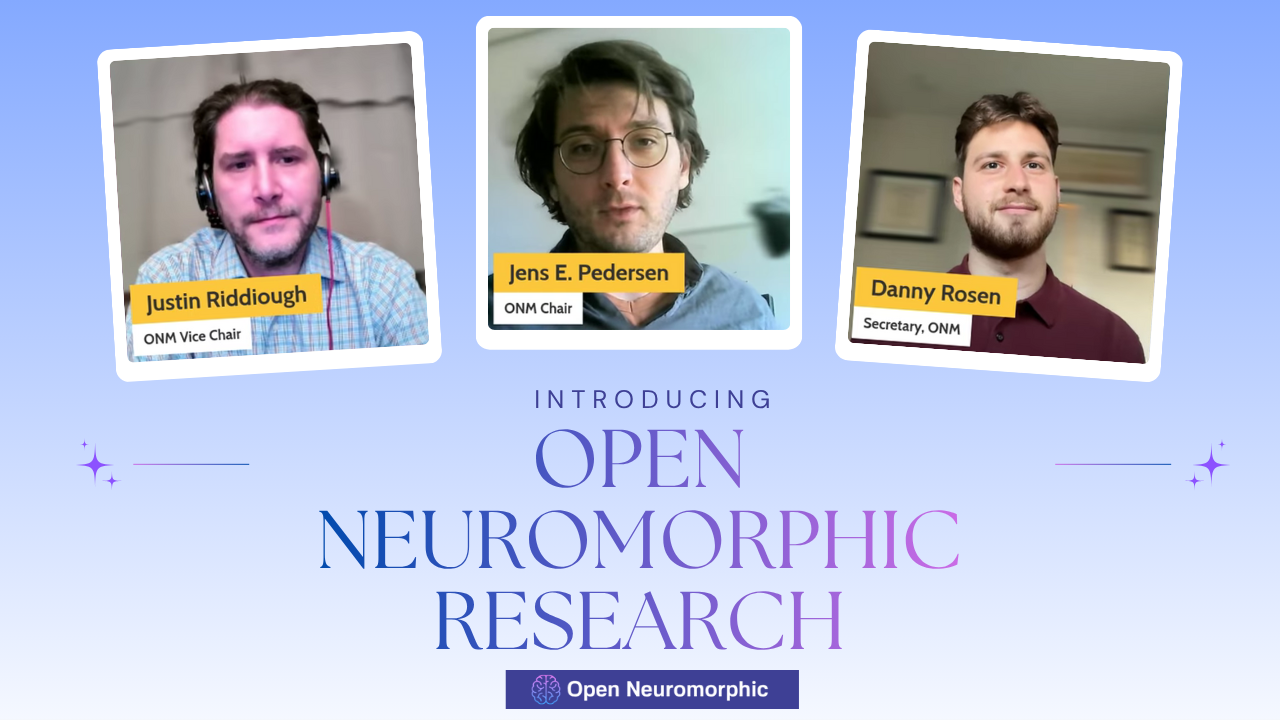 Justin Riddiough
ONM Vice Chair
Jens E. Pedersen
ONM Chair
Danny Rosen
Secretary, ONM
INTRODUCING
OPEN
NEUROMORPHIC
RESEARCH
Open Neuromorphic